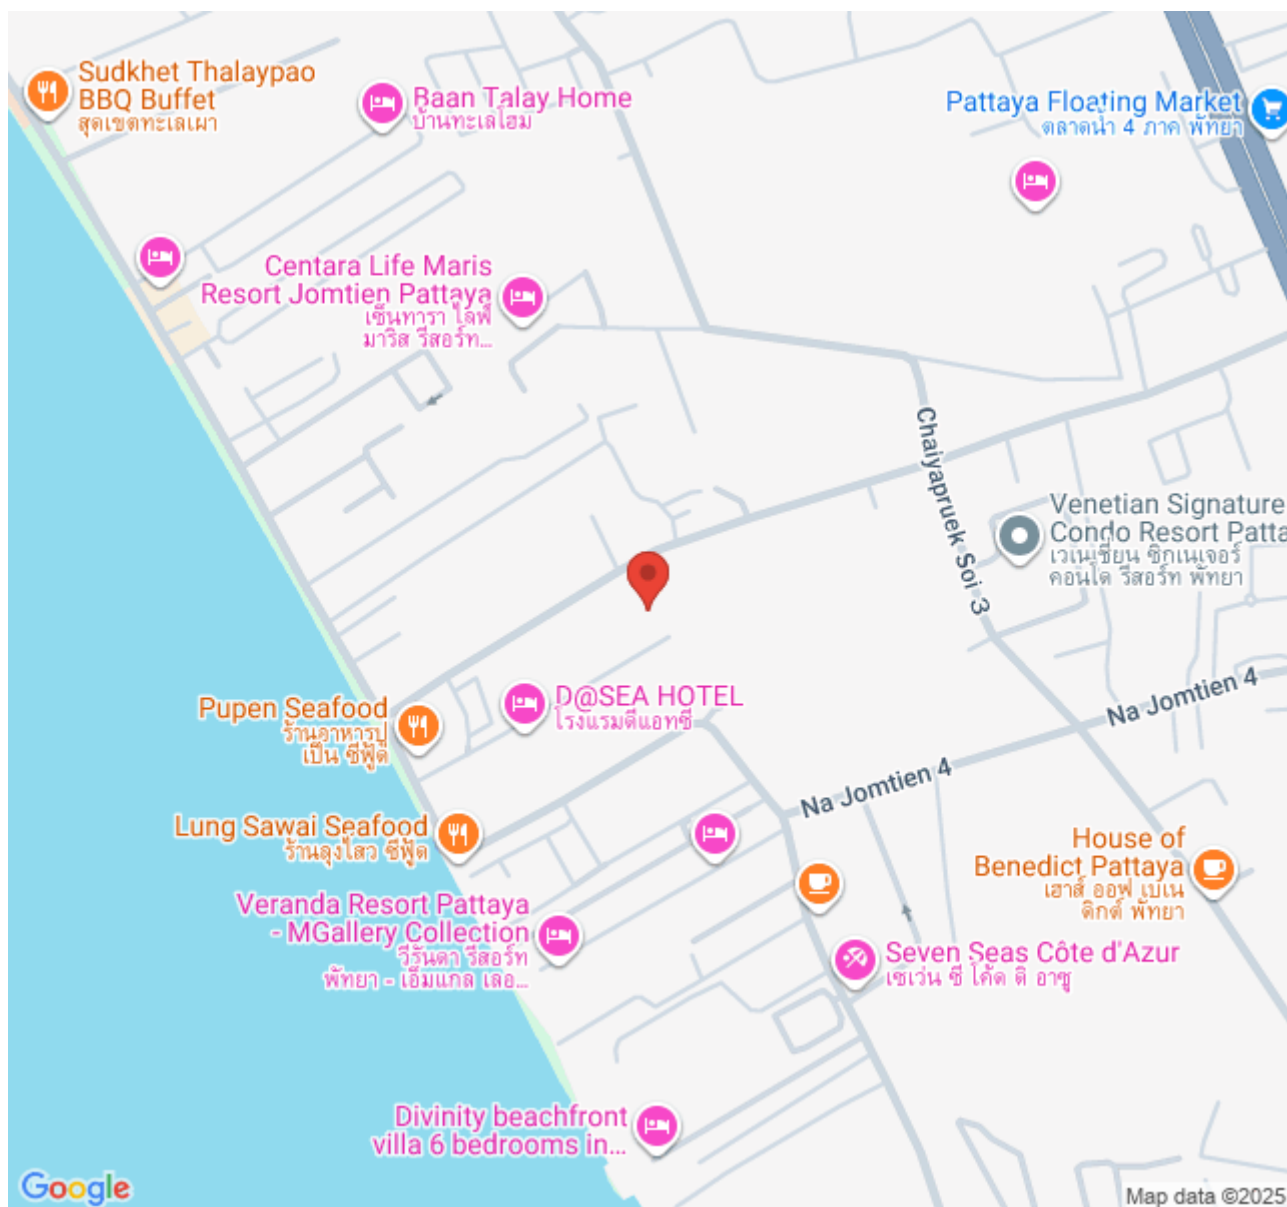 Sudkhet Thalaypao
BBQ Buffet
สุดเขตทะเลเผา
Baan Talay Home
บ้านทะเลโฮม
Pattaya Floating Market
ตลาดน้ำ 4 ภาค พัทยา
Centara Life Maris
Resort Jomtien Pattaya
เซ็นทารา ไลฟ์
มาริส รีสอร์ท...
Chaiyapruek Soi 3
Venetian Signature
Condo Resort Patta
เวเนเชี่ยน ซิกเนเจอร์
คอนโด รีสอร์ท พัทยา
D@SEA HOTEL
โรงแรมดีแอทซี
Na Jomtien 4
Pupen Seafood
ร้านอาหารปู
เป็น ซีฟู้ด
Na Jomtien 4
Lung Sawai Seafood
ร้านลุงไสว ซีฟู้ด
House of
Benedict Pattaya
เฮาส์ ออฟ เบเน
ดิกต์ พัทยา
Veranda Resort Pattaya
- MGallery Collection
วีรันดา รีสอร์ท
พัทยา - เอ็มแกล เลอ...
Seven Seas Côte d'Azur
เซเว่น ซี โค้ด ดิ อาซู
Divinity beachfront
villa 6 bedrooms in...
Google
Map data ©2025